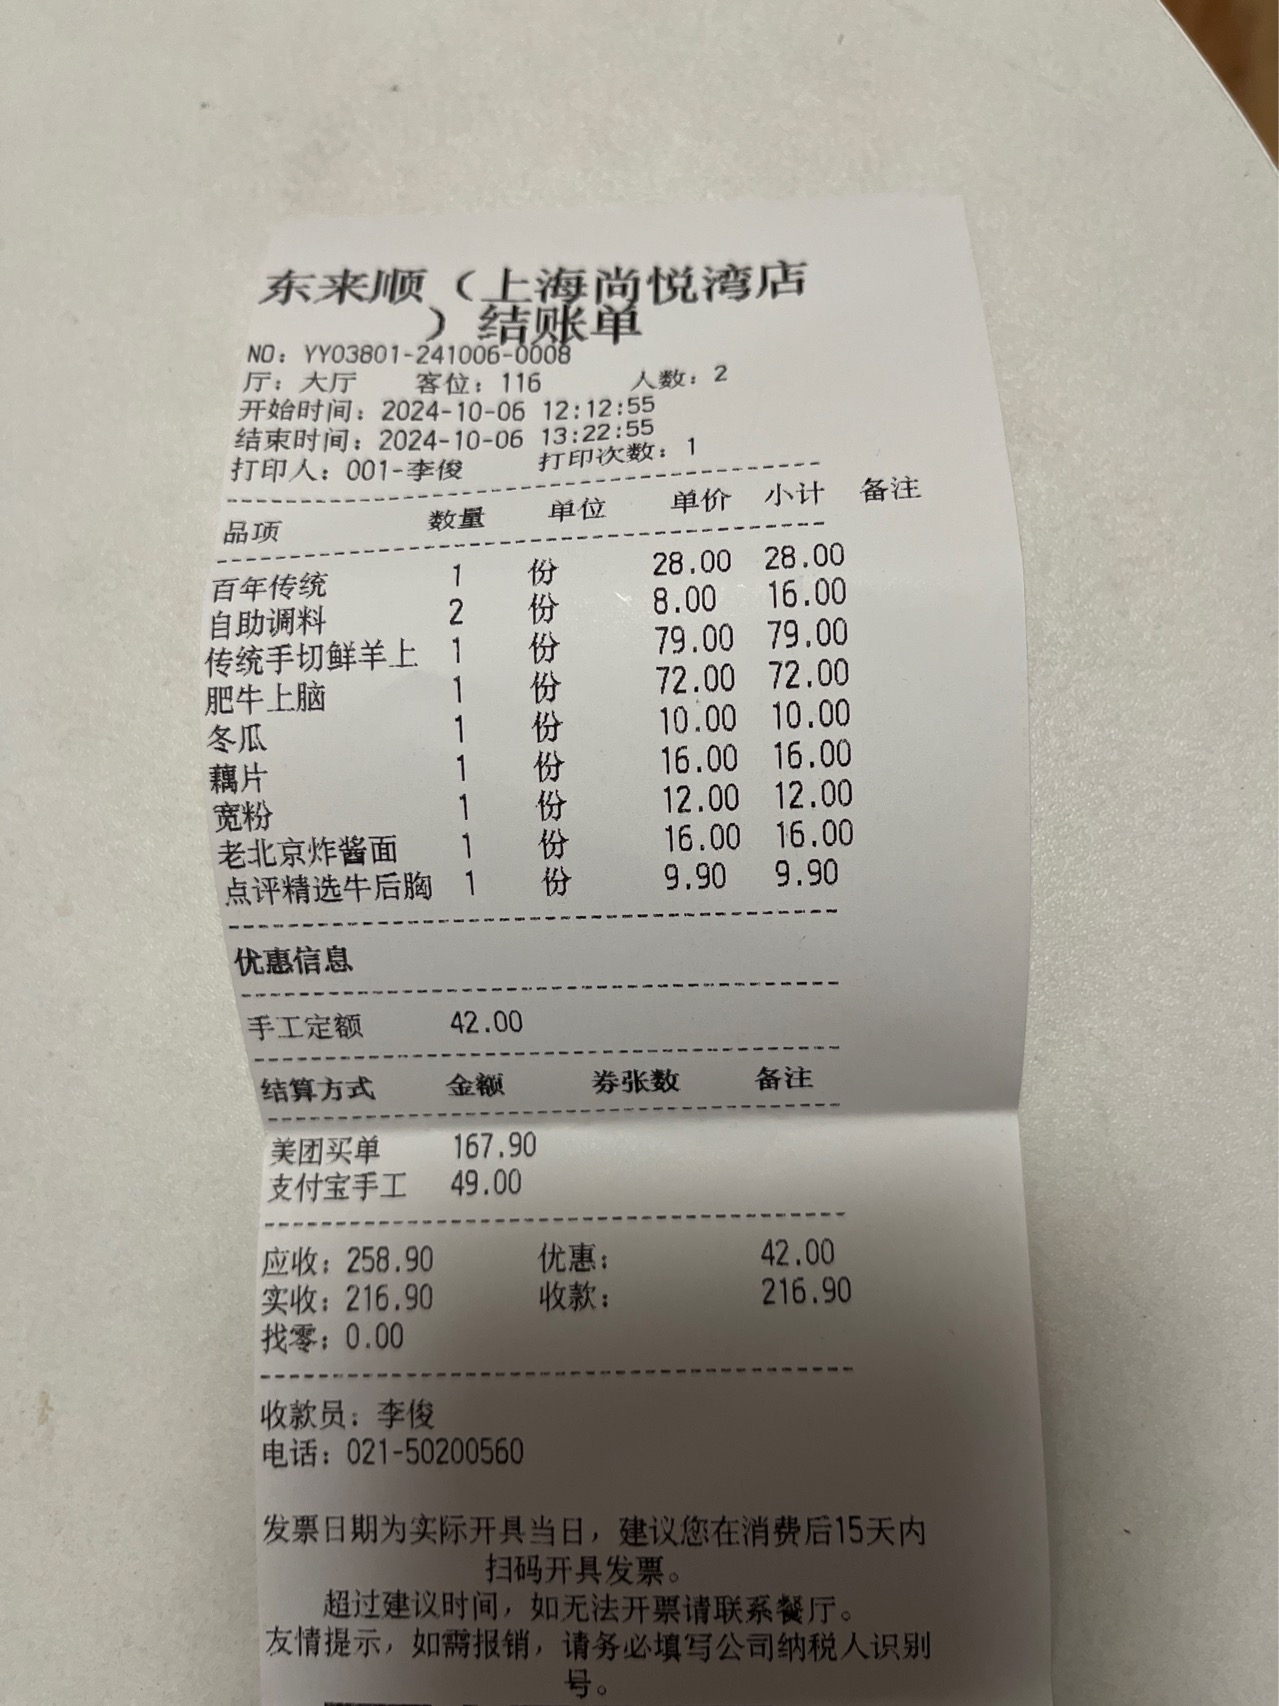 东来顺（上海尚悦湾店
）结账单
NO：YY03801-241006-0008
厅：大厅 客位：116 人数：2
开始时间：2024-10-06 12:12:55
结束时间：2024-10-06 13:22:55
打印人：001-李俊 打印次数：1
品项 数量 单位 单价 小计 备注
百年传统 1 份 28.00 28.00
自助调料 2 份 8.00 16.00
传统手切鲜羊上 1 份 79.00 79.00
肥牛上脑 1 份 72.00 72.00
冬瓜 1 份 10.00 10.00
藕片 1 份 16.00 16.00
宽粉 1 份 12.00 12.00
老北京炸酱面 1 份 16.00 16.00
点评精选牛后胸 1 份 9.90 9.90
优惠信息
手工定额 42.00
结算方式 金额 券张数 备注
美团买单 167.90
支付宝手工 49.00
应收：258.90 优惠： 42.00
实收：216.90 收款： 216.90
找零：0.00
收款员：李俊
电话：021-50200560
发票日期为实际开具当日，建议您在消费后15天内
扫码开具发票。
超过建议时间，如无法开票请联系餐厅。
友情提示，如需报销，请务必填写公司纳税人识别
号。